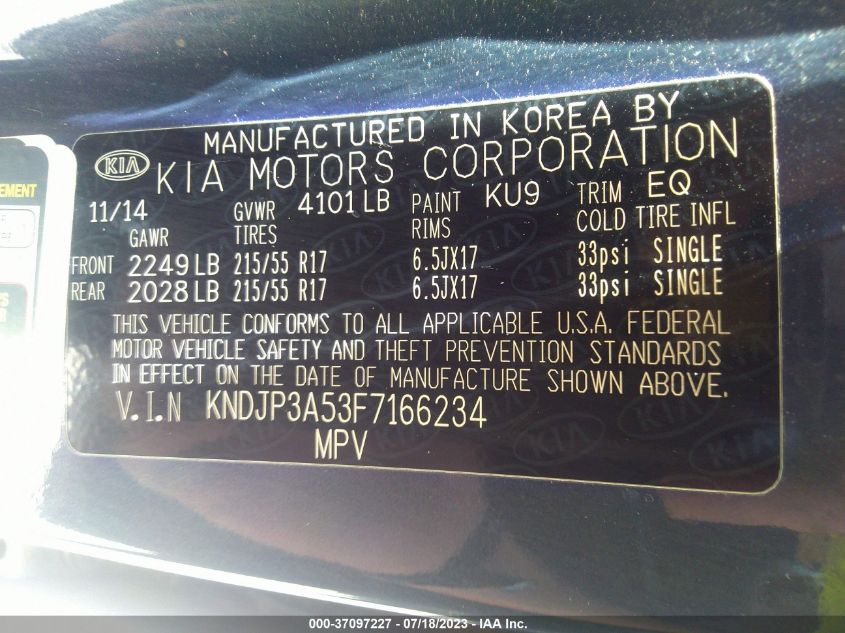 MANUFACTURED IN KOREA BY
KIA KIA MOTORS CORPORATION
11/14 GVWR 4101 LB PAINT KU9 TRIM EQ
GAWR TIRES RIMS COLD TIRE INFL
FRONT 2249 LB 215/55 R17 6.5JX17 33psi SINGLE
REAR 2028 LB 215/55 R17 6.5JX17 33psi SINGLE
THIS VEHICLE CONFORMS TO ALL APPLICABLE U.S.A. FEDERAL
MOTOR VEHICLE SAFETY AND THEFT PREVENTION STANDARDS
IN EFFECT ON THE DATE OF MANUFACTURE SHOWN ABOVE.
V.I.N KNDJP3A53F7166234
MPV
000-37097227 - 07/18/2023 - IAA Inc.